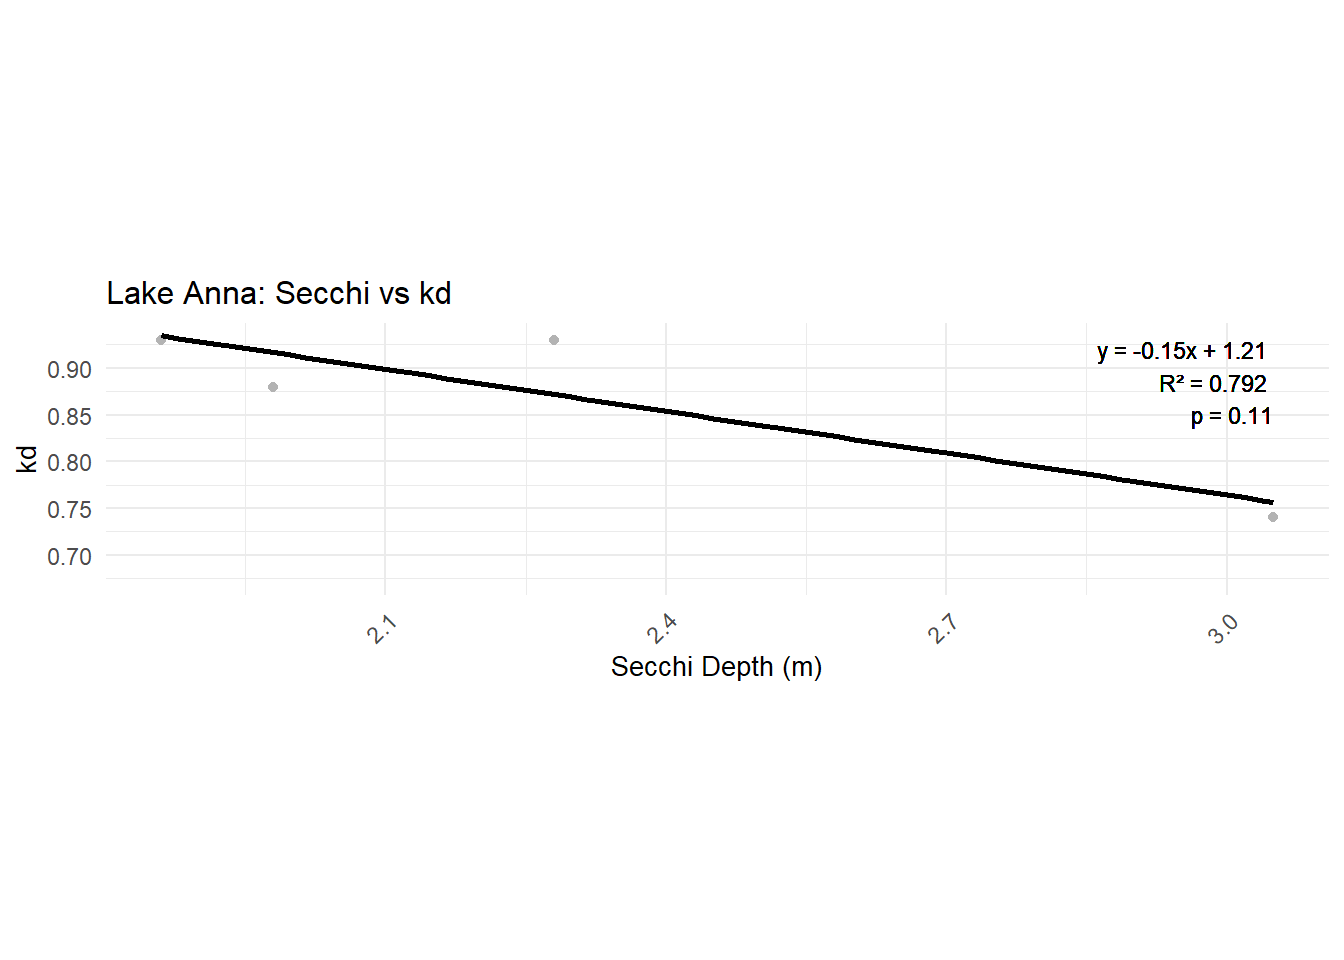 Lake Anna: Secchi vs kd
y = -0.15x + 1.21
R² = 0.792
p = 0.11
0.90
0.85
0.80
0.75
0.70
kd
2.1
2.4
2.7
3.0
Secchi Depth (m)